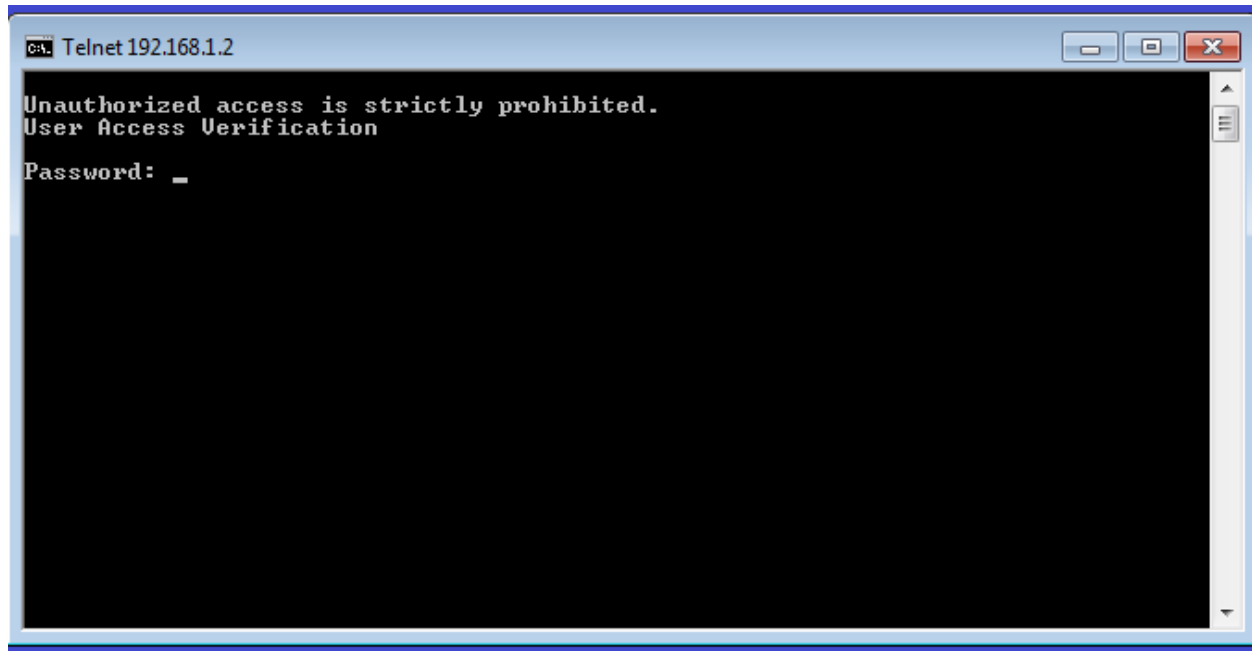 Telnet 192.168.1.2
Unauthorized access is strictly prohibited.
User Access Verification
Password: _